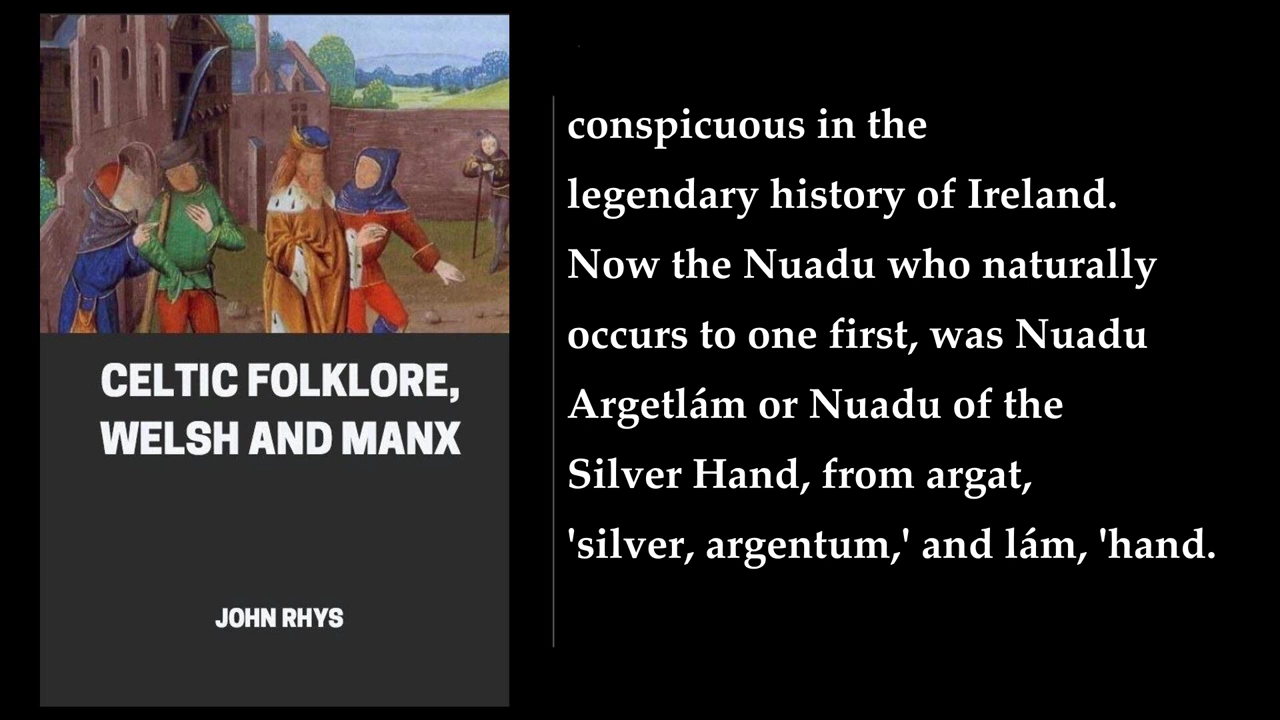 CELTIC FOLKLORE,
WELSH AND MANX
JOHN RHYS
conspicuous in the
legendary history of Ireland.
Now the Nuadu who naturally
occurs to one first, was Nuadu
Argetlám or Nuadu of the
Silver Hand, from argat,
'silver, argentum,' and lám, 'hand.